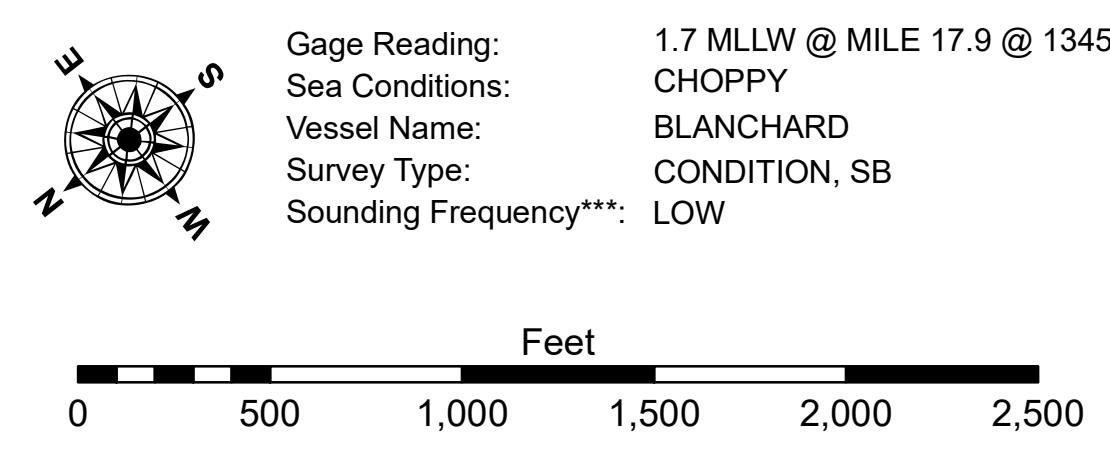 E
S
N
W
Gage Reading: 1.7 MLLW @ MILE 17.9 @ 1345
Sea Conditions: CHOPPY
Vessel Name: BLANCHARD
Survey Type: CONDITION, SB
Sounding Frequency***: LOW
Feet
0 500 1,000 1,500 2,000 2,500